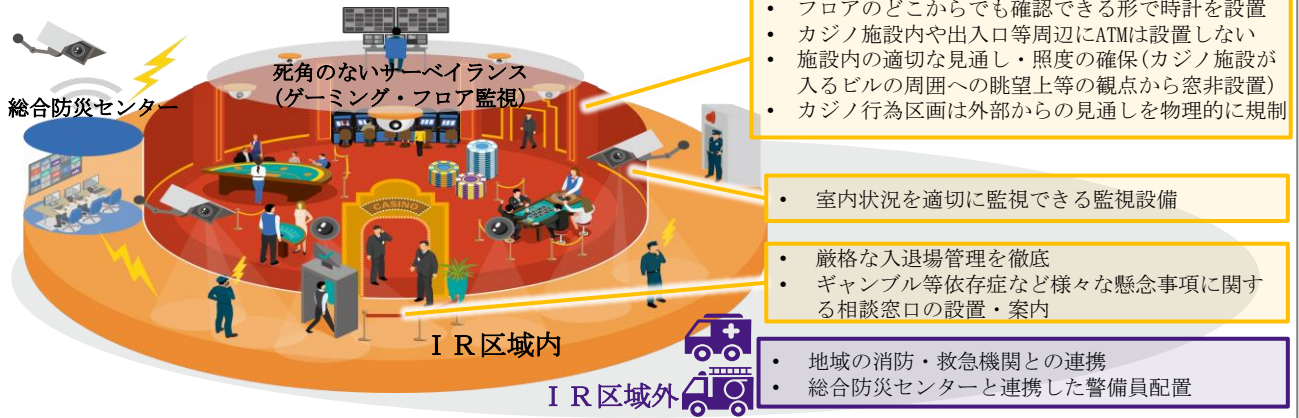 ・ フロアのどこからでも確認できる形で時計を設置
・ カジノ施設内や出入口等周辺にATMは設置しない
・ 施設内の適切な見通し・照度の確保(カジノ施設が
入るビルの周囲への眺望上等の観点から窓非設置)
・ カジノ行為区画は外部からの見通しを物理的に規制
死角のないサーベイランス
(ゲーミング・フロア監視)
総合防災センター
・ 室内状況を適切に監視できる監視設備
CASINO
・ 厳格な入退場管理を徹底
・ ギャンブル等依存症など様々な懸念事項に関す
る相談窓口の設置・案内
ＩＲ区域内
ＩＲ区域外
・ 地域の消防・救急機関との連携
・ 総合防災センターと連携した警備員配置